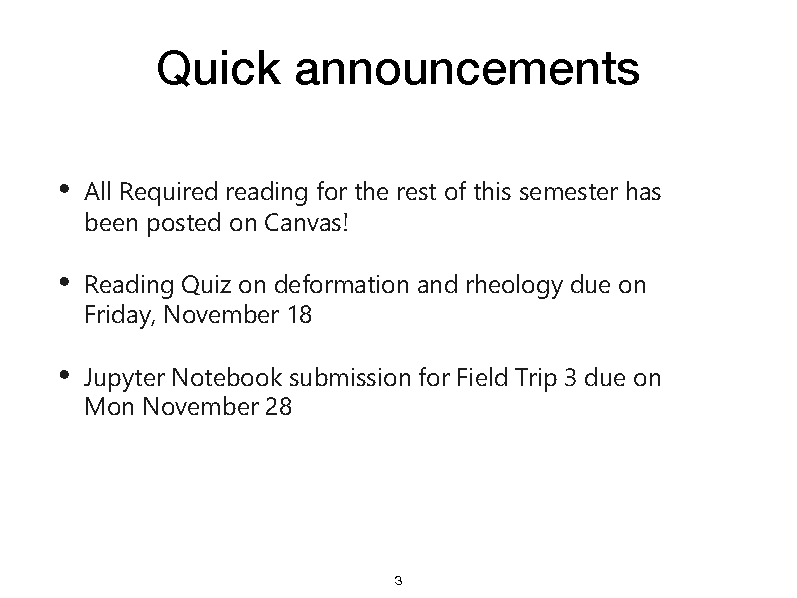 Quick announcements
• All Required reading for the rest of this semester has
been posted on Canvas!
• Reading Quiz on deformation and rheology due on
Friday, November 18
• Jupyter Notebook submission for Field Trip 3 due on
Mon November 28
3